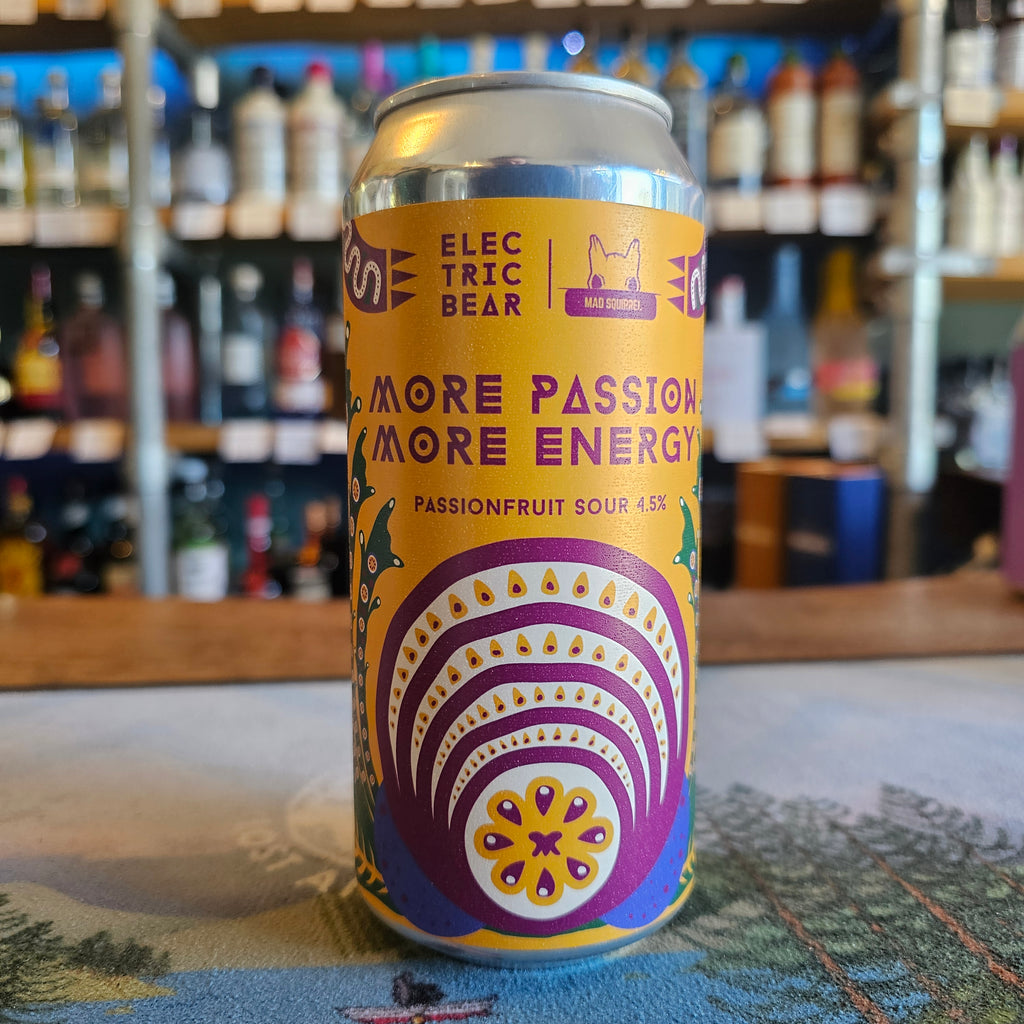 ELEC
TRIC
BEAR
MAD SQUIRREL
MORE PASSION
MORE ENERGY
PASSIONFRUIT SOUR 4.5%